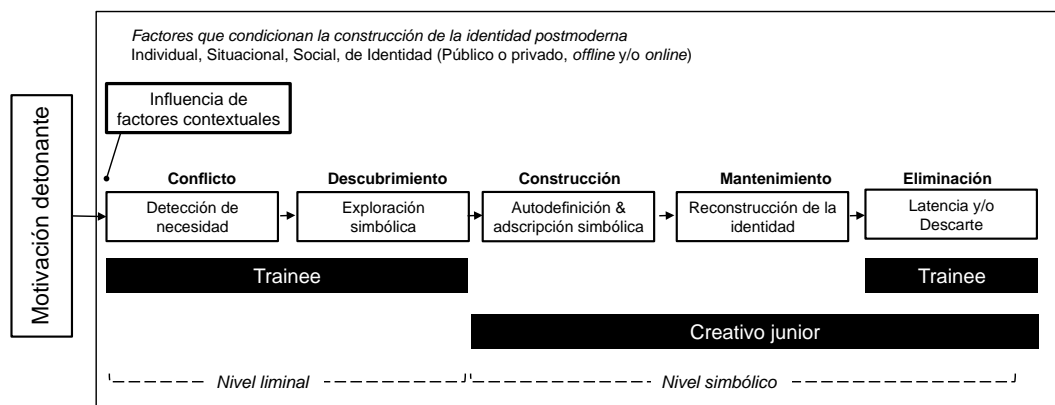 Factores que condicionan la construcción de la identidad postmoderna
Individual, Situacional, Social, de Identidad (Público o privado, offline y/o online)
Motivación detonante
Influencia de
factores contextuales
Conflicto
Descubrimiento
Construcción
Mantenimiento
Eliminación
Detección de
necesidad
Exploración
simbólica
Autodefinición &
adscripción simbólica
Reconstrucción de la
identidad
Latencia y/o
Descarte
Trainee
Trainee
Creativo junior
Nivel liminal
Nivel simbólico